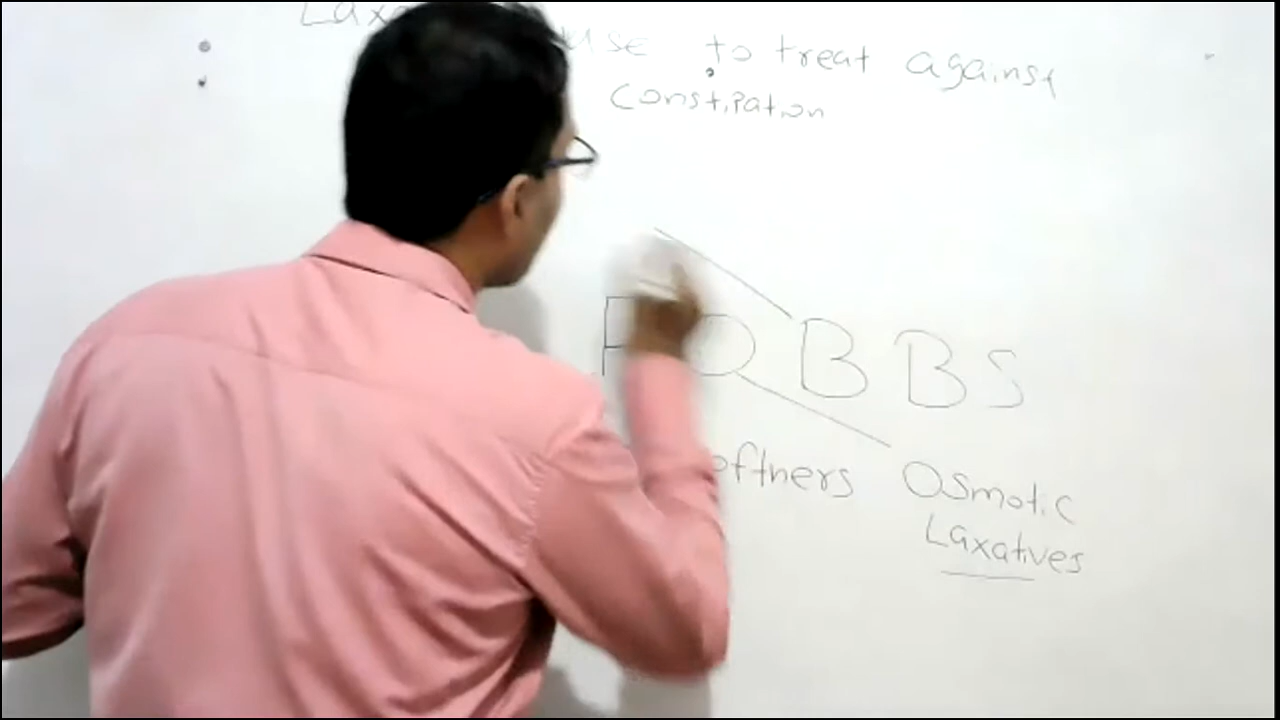 use to treat against
Constipation
O B B S
oftners Osmotic
Laxatives